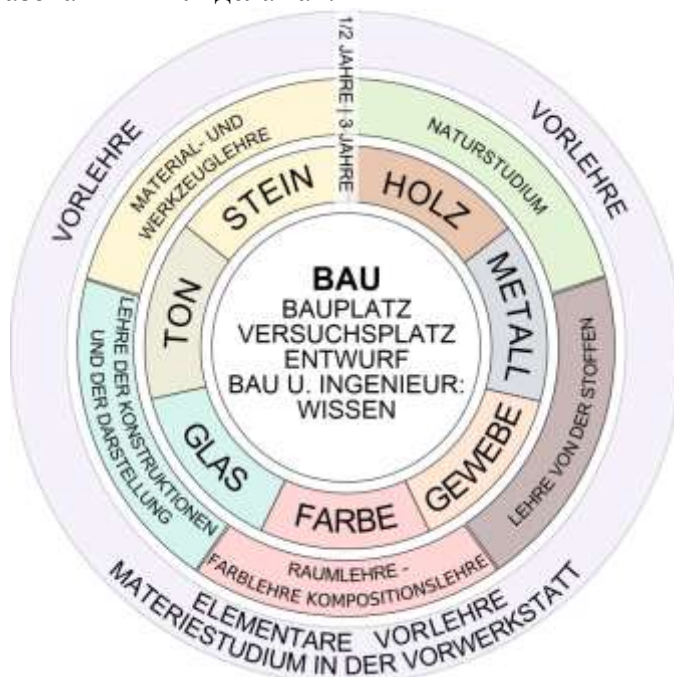 1/2 JAHRE | 3 JAHRE
VORLEHRE
VORLEHRE
ELEMENTARE VORLEHRE
MATERIESTUDIUM IN DER VORWERKSTATT
MATERIAL- UND
WERKZEUGLEHRE
NATURSTUDIUM
LEHRE VON DER STOFFEN
RAUMLEHRE -
FARBLEHRE KOMPOSITIONSLEHRE
LEHRE DER KONSTRUKTIONEN
UND DER DARSTELLUNG
STEIN
HOLZ
METALL
GEWEBE
FARBE
GLAS
TON
BAU
BAUPLATZ
VERSUCHSPLATZ
ENTWURF
BAU U. INGENIEUR:
WISSEN